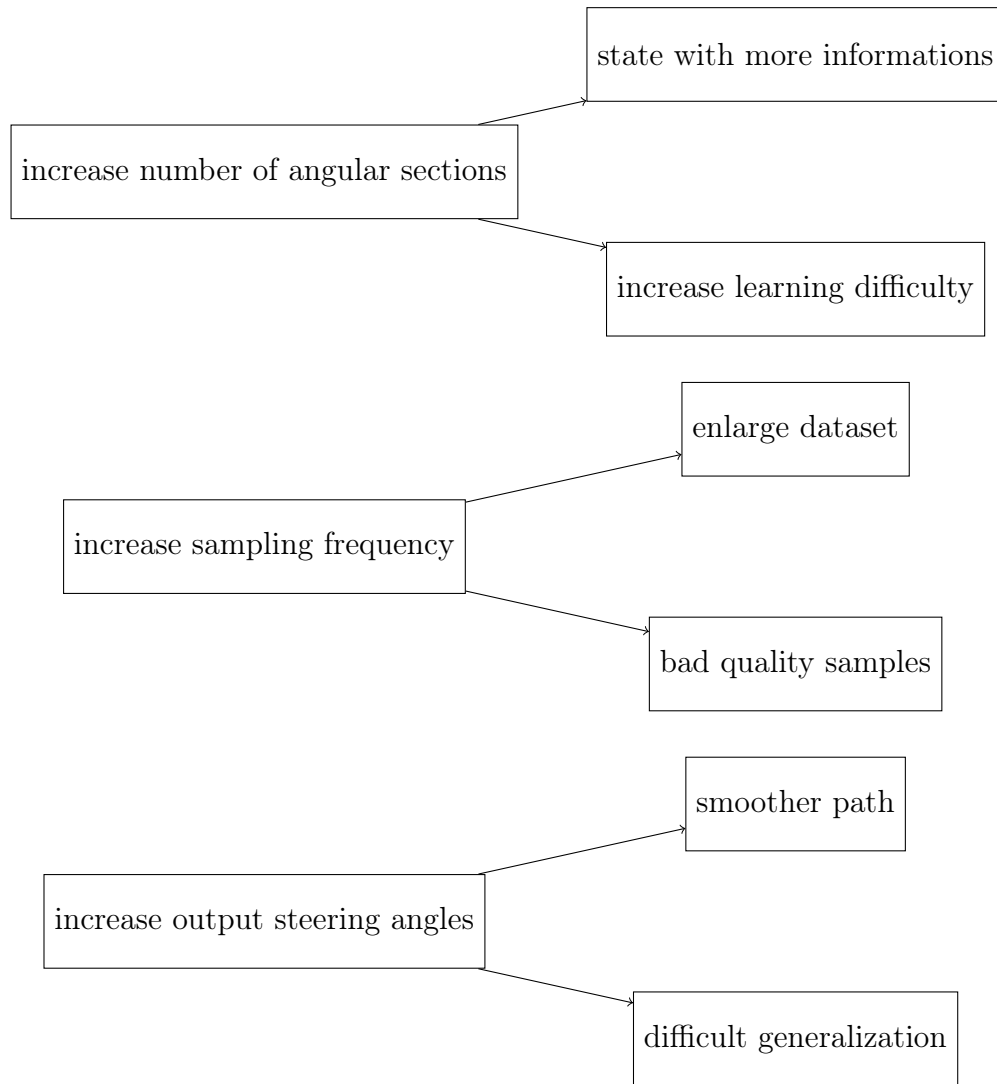 state with more informations
increase number of angular sections
increase learning difficulty
enlarge dataset
increase sampling frequency
bad quality samples
smoother path
increase output steering angles
difficult generalization